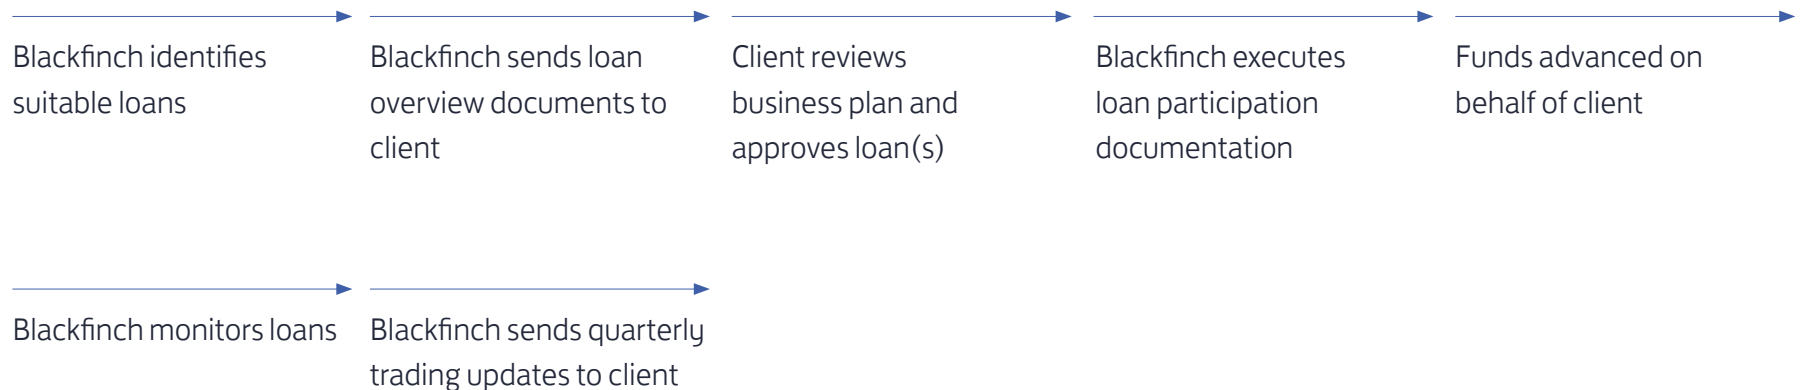 Blackfinch identifies
suitable loans
Blackfinch sends loan
overview documents to
client
Client reviews
business plan and
approves loan(s)
Blackfinch executes
loan participation
documentation
Funds advanced on
behalf of client
Blackfinch monitors loans
Blackfinch sends quarterly
trading updates to client